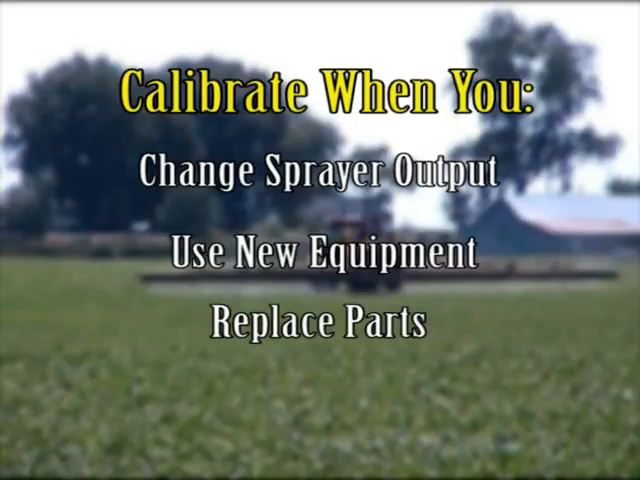 Calibrate When You:
Change Sprayer Output
Use New Equipment
Replace Parts